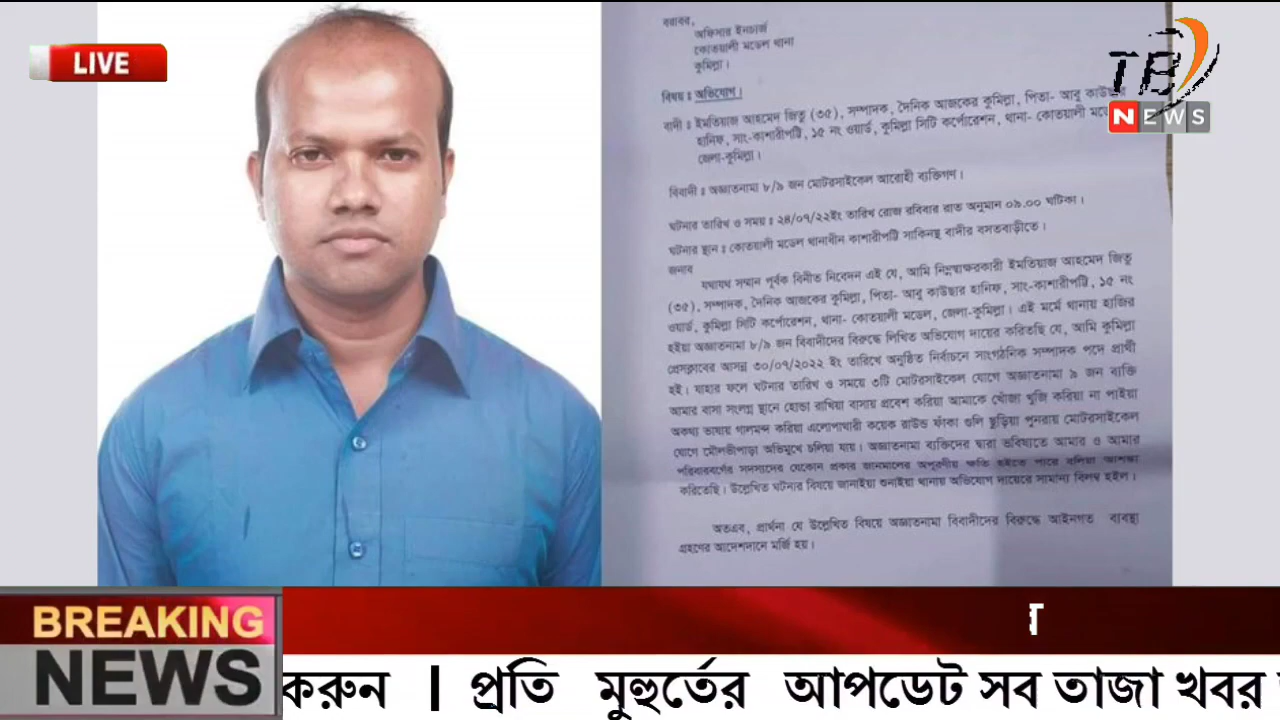 LIVE
TB
NEWS
বরাবর,
অফিসার ইনচার্জ
কোতয়ালী মডেল থানা
কুমিল্লা।
বিষয় ঃ অভিযোগ।
বাদী ঃ ইমতিয়াজ আহমেদ জিতু (৩৫), সম্পাদক, দৈনিক আজকের কুমিল্লা, পিতা- আবু কাউছার
হানিফ, সাং-কাশারীপট্টি, ১৫ নং ওয়ার্ড, কুমিল্লা সিটি কর্পোরেশন, থানা- কোতয়ালী মডে
জেলা-কুমিল্লা।
বিবাদী ঃ অজ্ঞাতনামা ৮/৯ জন মোটরসাইকেল আরোহী ব্যক্তিগণ।
ঘটনার তারিখ ও সময় ঃ ২৪/০৭/২২ইং তারিখ রোজ রবিবার রাত অনুমান ০৯.০০ ঘটিকা।
ঘটনার স্থান ঃ কোতয়ালী মডেল থানাধীন কাশারীপট্টি সাকিনস্থ বাদীর বসতবাড়ীতে।
জনাব
যথাযথ সম্মান পূর্বক বিনীত নিবেদন এই যে, আমি নিম্নস্বাক্ষরকারী ইমতিয়াজ আহমেদ জিতু
(৩৫), সম্পাদক, দৈনিক আজকের কুমিল্লা, পিতা- আবু কাউছার হানিফ, সাং-কাশারীপট্টি, ১৫ নং
ওয়ার্ড, কুমিল্লা সিটি কর্পোরেশন, থানা- কোতয়ালী মডেল, জেলা-কুমিল্লা। এই মর্মে থানায় হাজির
হইয়া অজ্ঞাতনামা ৮/৯ জন বিবাদীদের বিরুদ্ধে লিখিত অভিযোগ দায়ের করিতেছি যে, আমি কুমিল্লা
প্রেসক্লাবের আসন্ন ৩০/০৭/২০২২ ইং তারিখে অনুষ্ঠিত নির্বাচনে সাংগঠনিক সম্পাদক পদে প্রার্থী
হই। যাহার ফলে ঘটনার তারিখ ও সময়ে ৩টি মোটরসাইকেল যোগে অজ্ঞাতনামা ৯ জন ব্যক্তি
আমার বাসা সংলগ্ন স্থানে হোন্ডা রাখিয়া বাসায় প্রবেশ করিয়া আমাকে খোঁজা খুজি করিয়া না পাইয়া
অকথ্য ভাষায় গালমন্দ করিয়া এলোপাথারী কয়েক রাউন্ড ফাঁকা গুলি ছুড়িয়া পুনরায় মোটরসাইকেল
যোগে মৌলভীপাড়া অভিমুখে চলিয়া যায়। অজ্ঞাতনামা ব্যক্তিদের দ্বারা ভবিষ্যতে আমার ও আমার
পরিবারবর্গের সদস্যদের যেকোন প্রকার জানমালের অপূরণীয় ক্ষতি হইতে পারে বলিয়া আশঙ্কা
করিতেছি। উল্লেখিত ঘটনার বিষয়ে জানাইয়া শুনাইয়া থানায় অভিযোগ দায়েরে সামান্য বিলম্ব হইল।
অতএব, প্রার্থনা যে উল্লেখিত বিষয়ে অজ্ঞাতনামা বিবাদীদের বিরুদ্ধে আইনগত ব্যবস্থা
গ্রহণের আদেশদানে মর্জি হয়।
BREAKING
NEWS
করুন । প্রতি মুহুর্তের আপডেট সব তাজা খবর